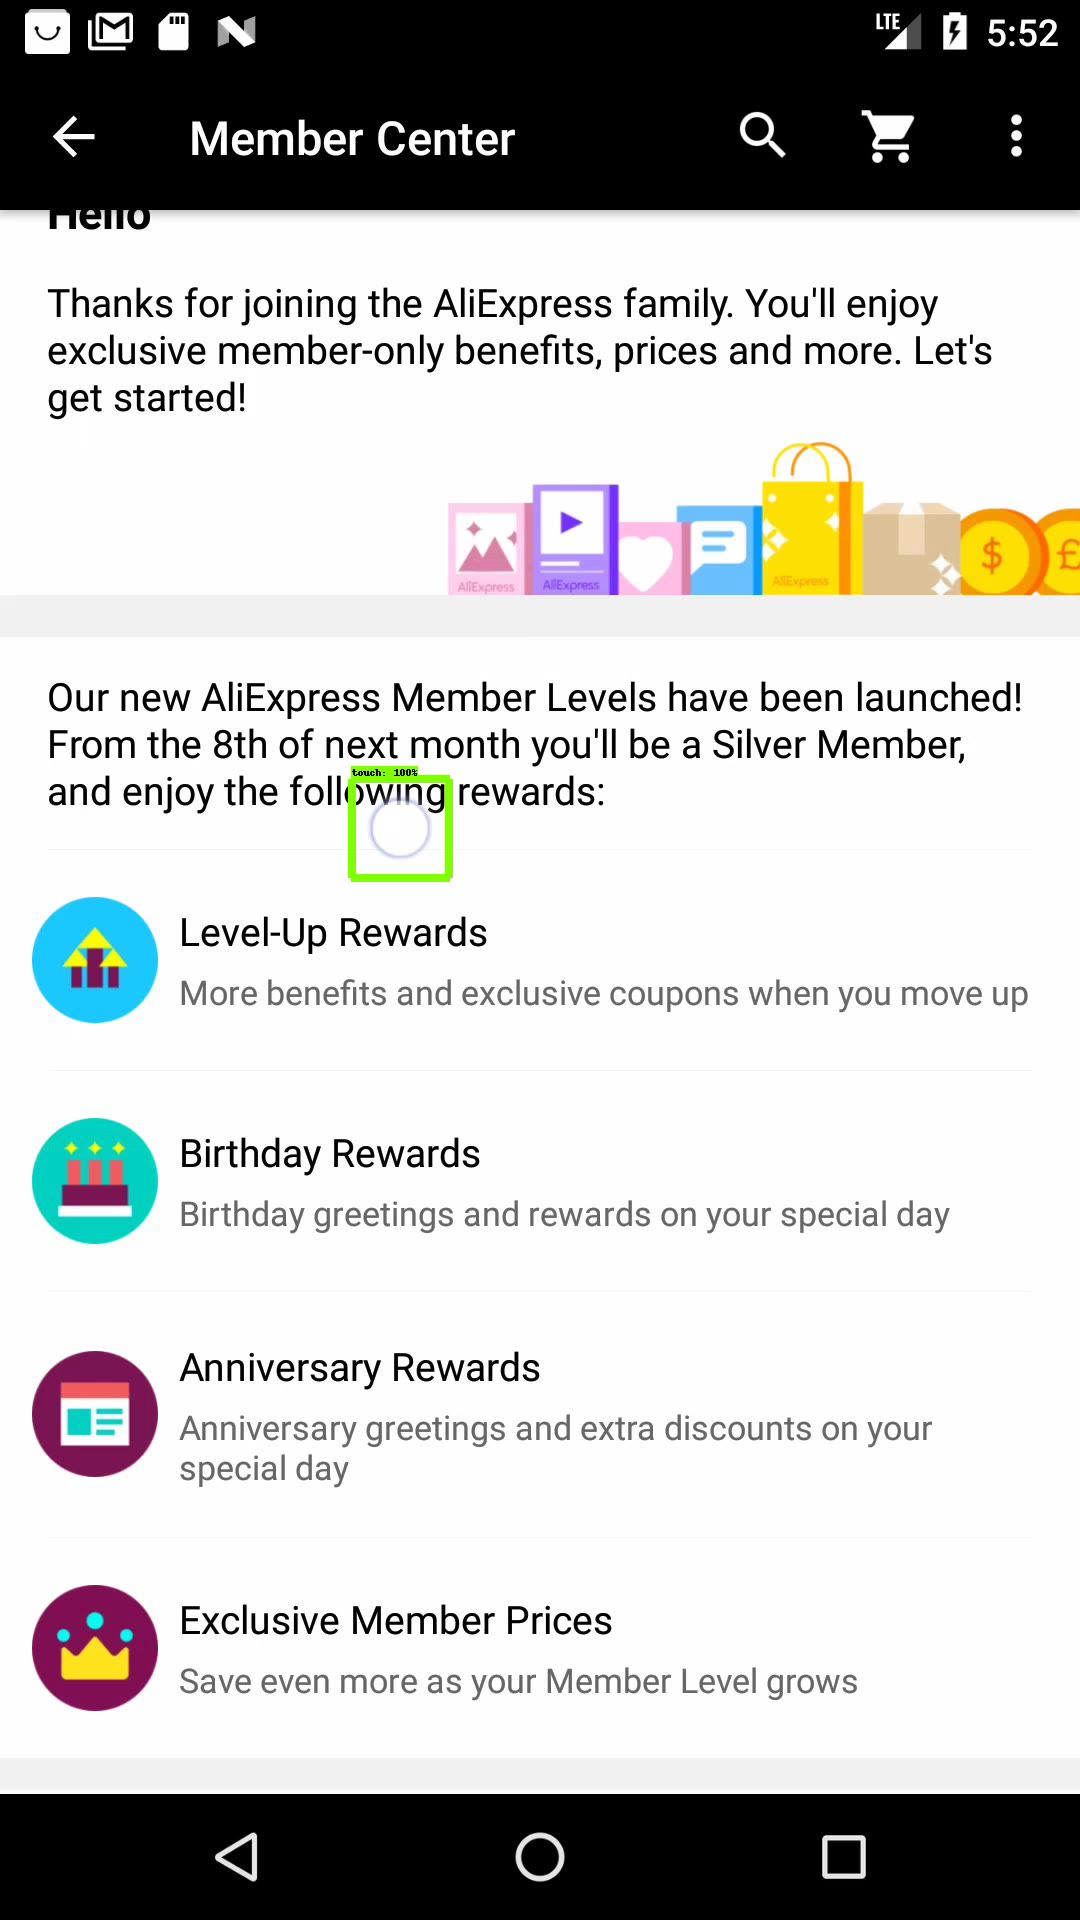 LTE 5:52
Member Center
Hello
Thanks for joining the AliExpress family. You'll enjoy
exclusive member-only benefits, prices and more. Let's
get started!
$ £
AliExpress AliExpress AliExpress
Our new AliExpress Member Levels have been launched!
From the 8th of next month you'll be a Silver Member,
touch: 100%
and enjoy the following rewards:
Level-Up Rewards
More benefits and exclusive coupons when you move up
Birthday Rewards
Birthday greetings and rewards on your special day
Anniversary Rewards
Anniversary greetings and extra discounts on your
special day
Exclusive Member Prices
Save even more as your Member Level grows